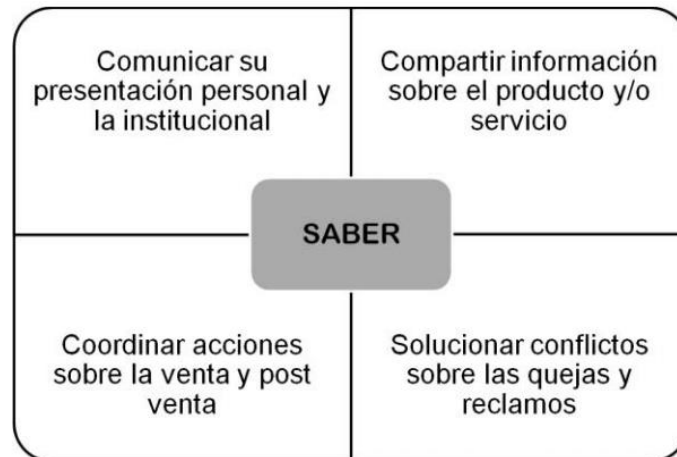 Comunicar su
presentación personal y
la institucional
Compartir información
sobre el producto y/o
servicio
SABER
Coordinar acciones
sobre la venta y post
venta
Solucionar conflictos
sobre las quejas y
reclamos